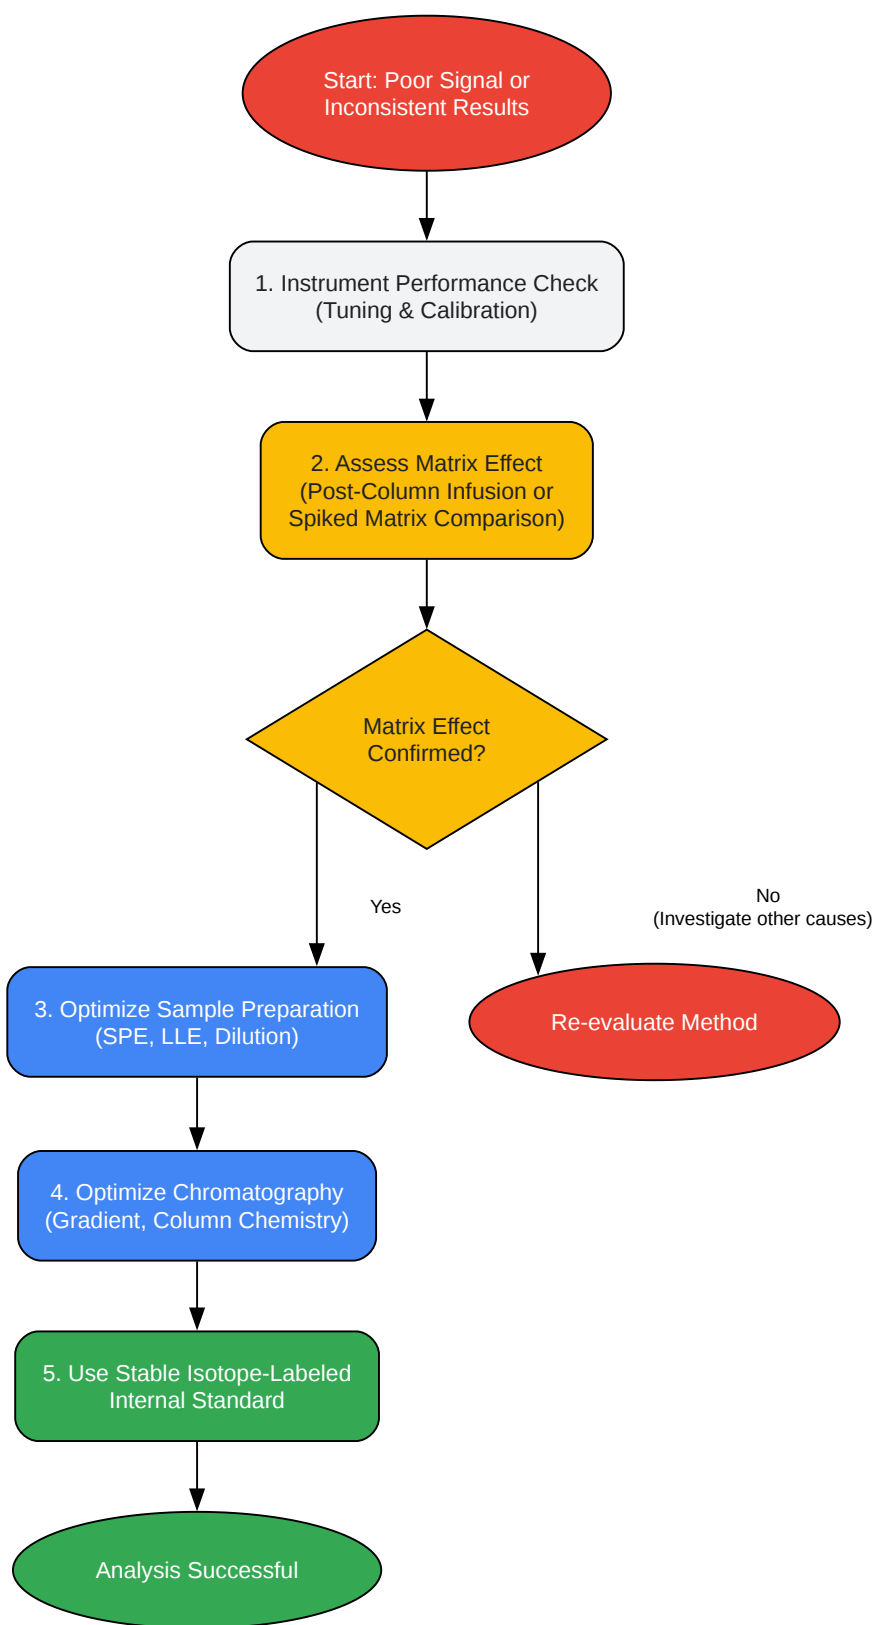 Start: Poor Signal or
Inconsistent Results
1. Instrument Performance Check
(Tuning & Calibration)
2. Assess Matrix Effect
(Post-Column Infusion or
Spiked Matrix Comparison)
Matrix Effect
Confirmed?
Yes
No
(Investigate other causes)
3. Optimize Sample Preparation
(SPE, LLE, Dilution)
Re-evaluate Method
4. Optimize Chromatography
(Gradient, Column Chemistry)
5. Use Stable Isotope-Labeled
Internal Standard
Analysis Successful